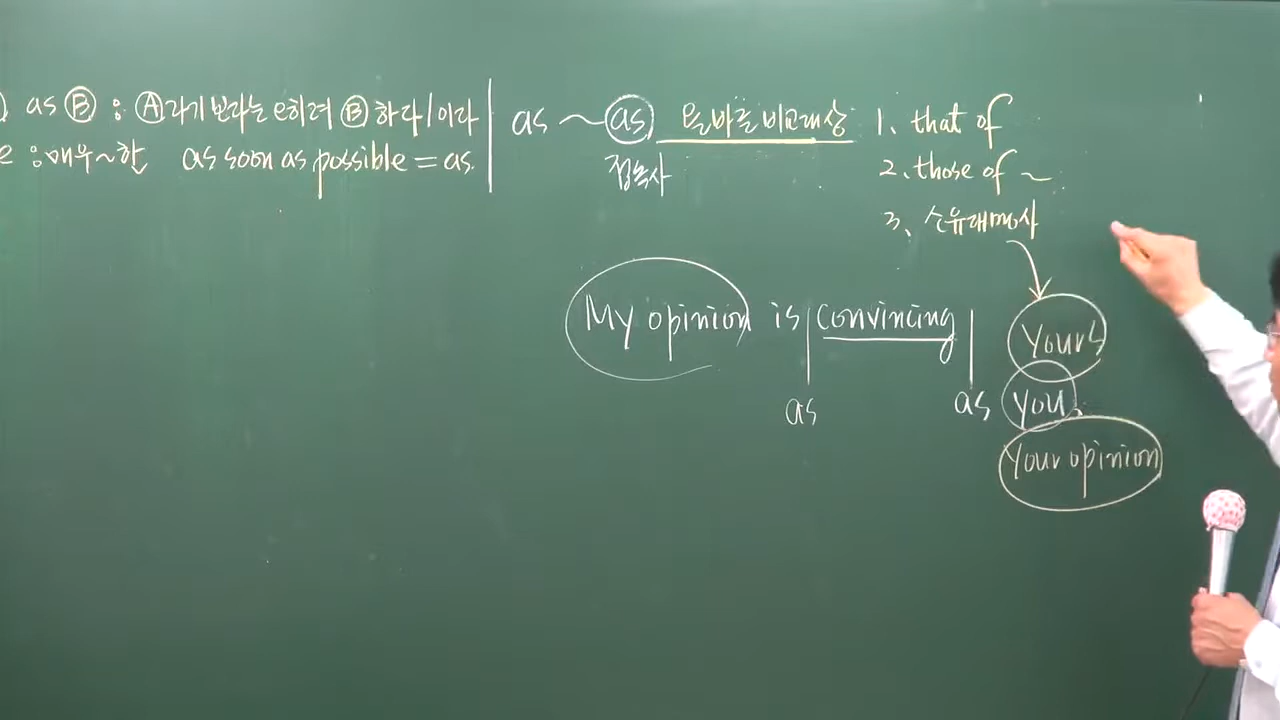 as Ⓑ : Ⓐ라기 보다는 오히려 Ⓑ 하다/이다
:매우~한 as soon as possible = as.
as ~ as 올바른 비교대상
접속사
1. that of
2. those of ~
3. 소유대명사
My opinion is convincing yours
as as you.
your opinion